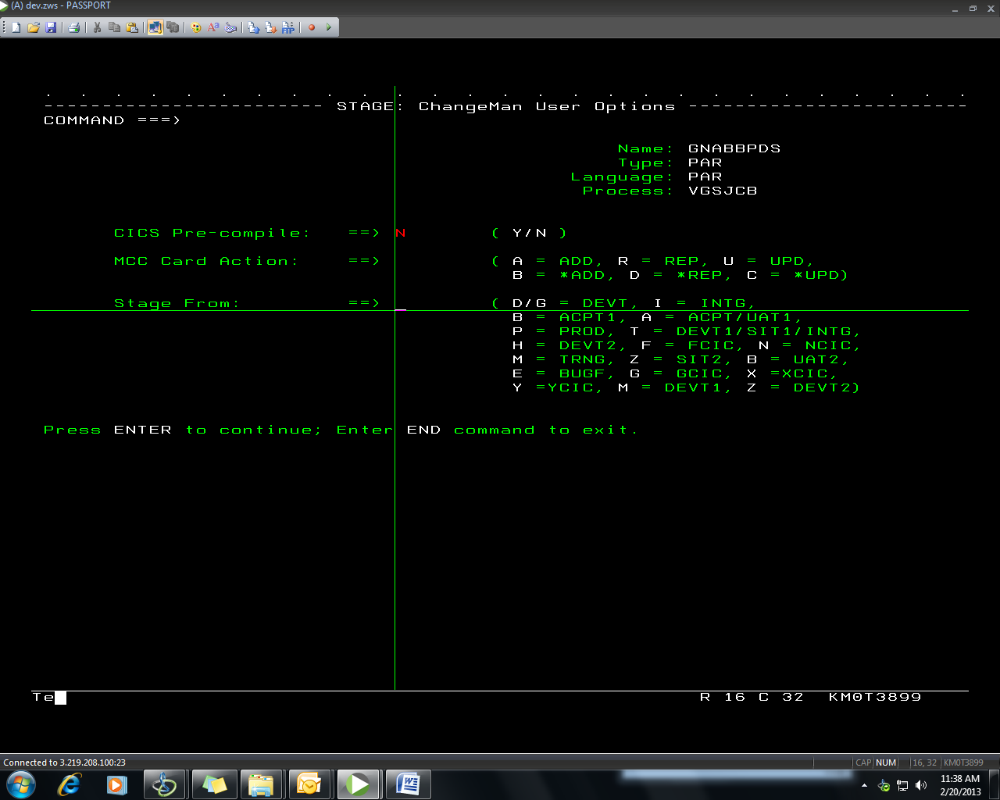 (A) dev.zws - PASSPORT
. . . . . . . . . . . . . . . . . . . . . . . . . . .
------------------------ STAGE: ChangeMan User Options ------------------------
COMMAND ===>
Name: GNABBPDS
Type: PAR
Language: PAR
Process: VGSJCB
CICS Pre-compile: ==> N ( Y/N )
MCC Card Action: ==> ( A = ADD, R = REP, U = UPD,
B = *ADD, D = *REP, C = *UPD)
Stage From: ==> _ ( D/G = DEVT, I = INTG,
B = ACPT1, A = ACPT/UAT1,
P = PROD, T = DEVT1/SIT1/INTG,
H = DEVT2, F = FCIC, N = NCIC,
M = TRNG, Z = SIT2, B = UAT2,
E = BUGF, G = GCIC, X =XCIC,
Y =YCIC, M = DEVT1, Z = DEVT2)
Press ENTER to continue; Enter END command to exit.
Te R 16 C 32 KM0T3899
Connected to 3.219.208.100:23 CAP NUM 16, 32 KM0T3899
11:38 AM
2/20/2013